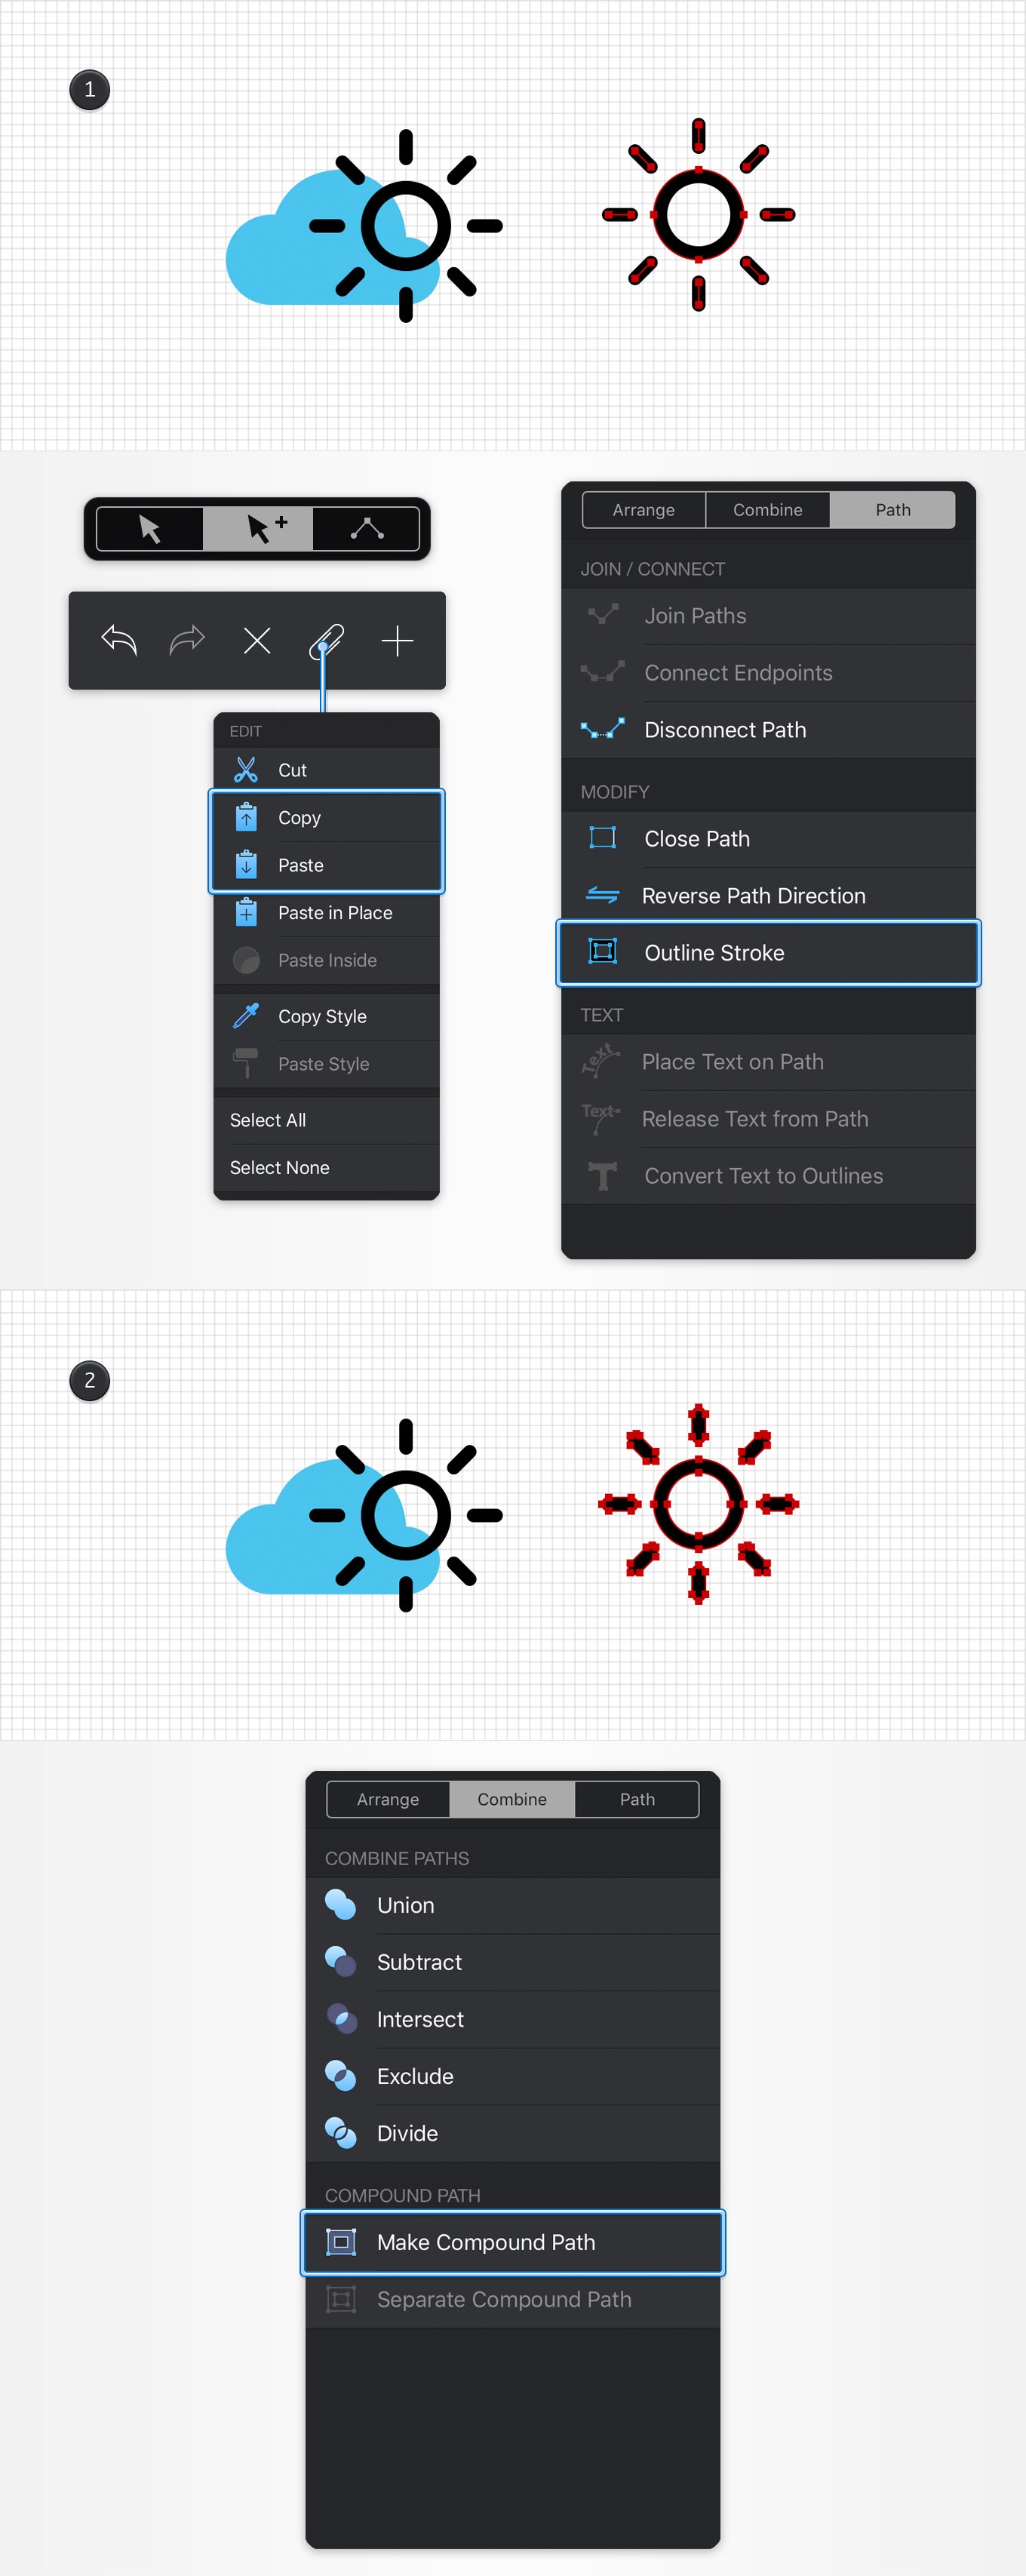 1
Arrange
Combine
Path
JOIN / CONNECT
Join Paths
Connect Endpoints
Disconnect Path
MODIFY
Close Path
Reverse Path Direction
Outline Stroke
TEXT
Text
Place Text on Path
Text
Release Text from Path
T
Convert Text to Outlines
EDIT
Cut
Copy
Paste
Paste in Place
Paste Inside
Copy Style
Paste Style
Select All
Select None
2
Arrange
Combine
Path
COMBINE PATHS
Union
Subtract
Intersect
Exclude
Divide
COMPOUND PATH
Make Compound Path
Separate Compound Path